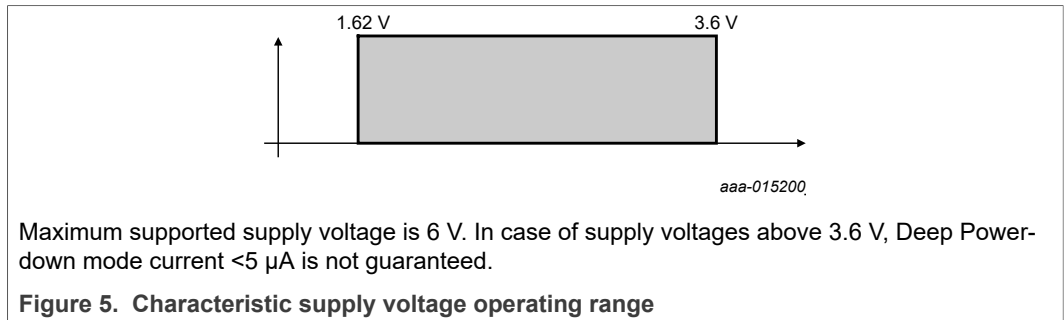 1.62 V 3.6 V
aaa-015200
Maximum supported supply voltage is 6 V. In case of supply voltages above 3.6 V, Deep Power-
down mode current <5 µA is not guaranteed.
Figure 5. Characteristic supply voltage operating range